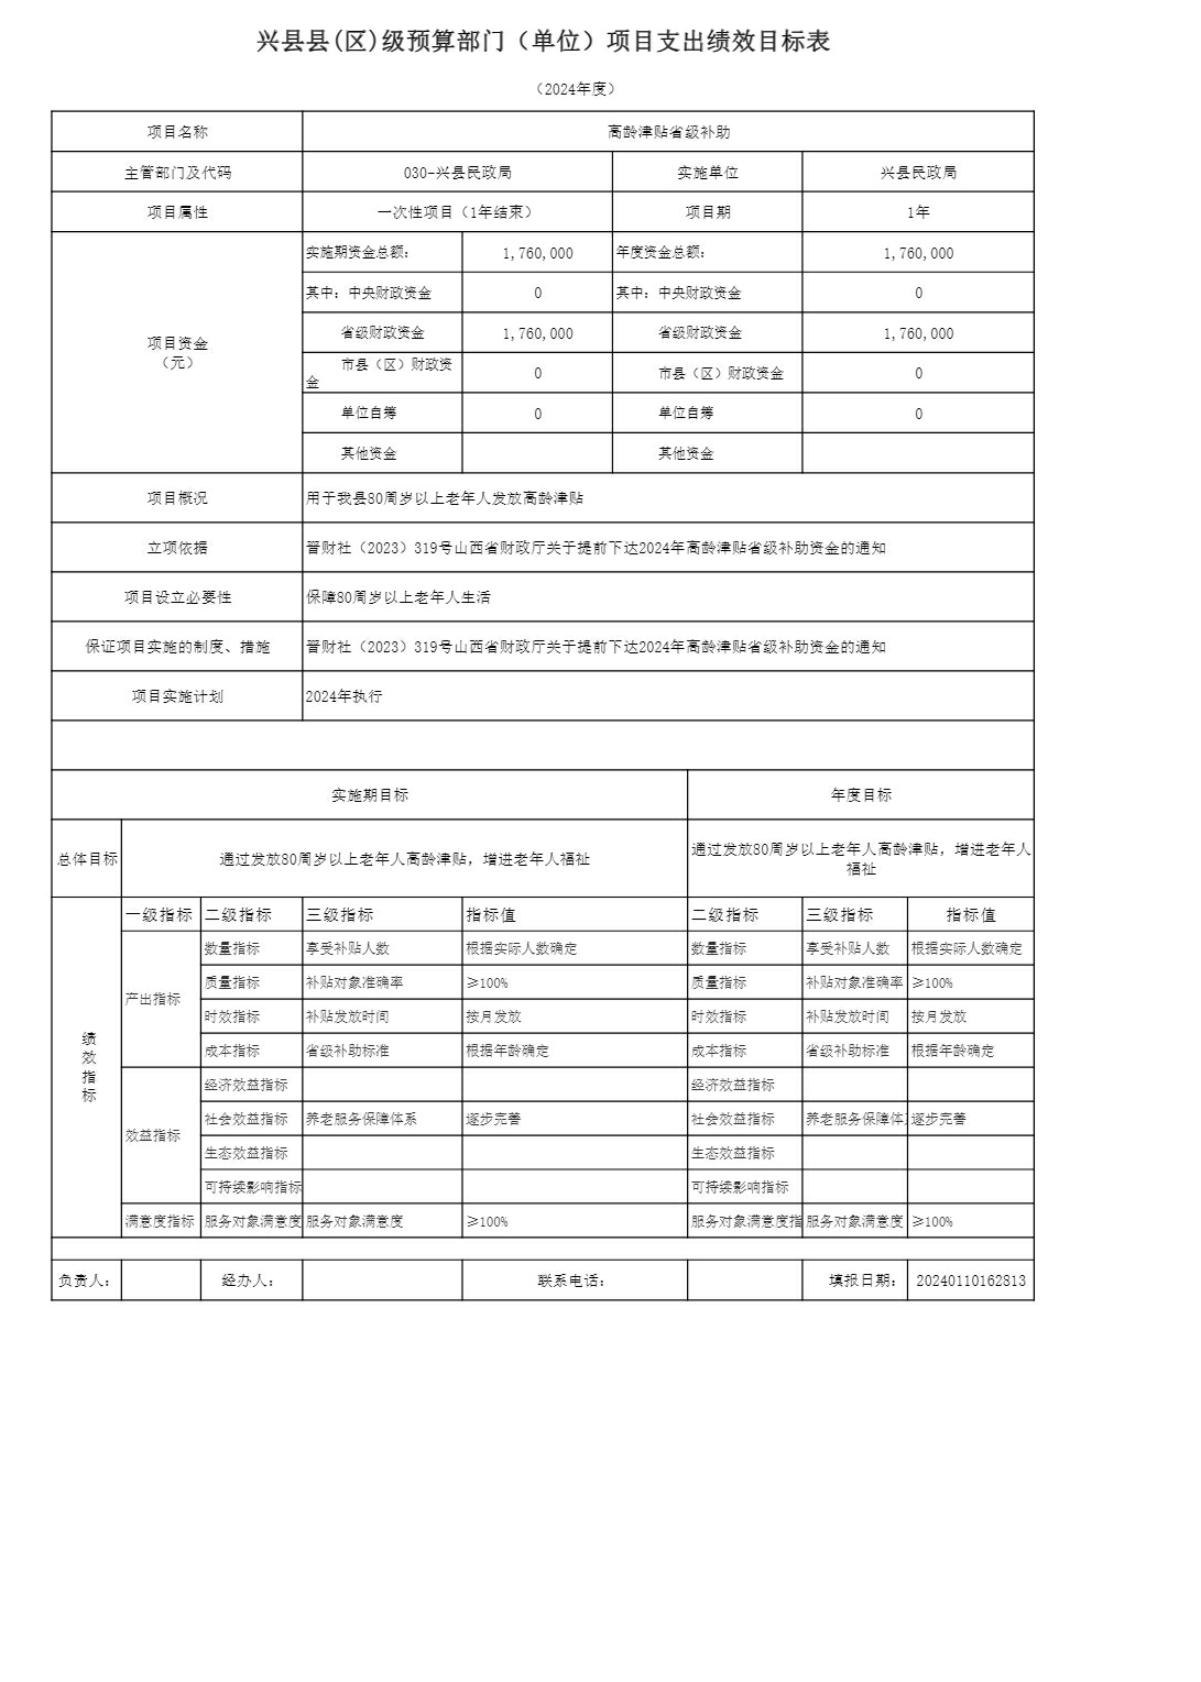 兴县县(区)级预算部门（单位）项目支出绩效目标表
（2024年度）
项目名称 高龄津贴省级补助
主管部门及代码 030-兴县民政局 实施单位 兴县民政局
项目属性 一次性项目（1年结束） 项目期 1年
项目资金
（元）
实施期资金总额： 1,760,000 年度资金总额： 1,760,000
其中：中央财政资金 0 其中：中央财政资金 0
省级财政资金 1,760,000 省级财政资金 1,760,000
市县（区）财政资
金 0 市县（区）财政资金 0
单位自筹 0 单位自筹 0
其他资金 其他资金
项目概况 用于我县80周岁以上老年人发放高龄津贴
立项依据 晋财社（2023）319号山西省财政厅关于提前下达2024年高龄津贴省级补助资金的通知
项目设立必要性 保障80周岁以上老年人生活
保证项目实施的制度、措施 晋财社（2023）319号山西省财政厅关于提前下达2024年高龄津贴省级补助资金的通知
项目实施计划 2024年执行
实施期目标 年度目标
总体目标 通过发放80周岁以上老年人高龄津贴，增进老年人福祉 通过发放80周岁以上老年人高龄津贴，增进老年人
福祉
绩
效
指
标
一级指标 二级指标 三级指标 指标值 二级指标 三级指标 指标值
产出指标
数量指标 享受补贴人数 根据实际人数确定 数量指标 享受补贴人数 根据实际人数确定
质量指标 补贴对象准确率 ≥100% 质量指标 补贴对象准确率 ≥100%
时效指标 补贴发放时间 按月发放 时效指标 补贴发放时间 按月发放
成本指标 省级补助标准 根据年龄确定 成本指标 省级补助标准 根据年龄确定
效益指标
经济效益指标 经济效益指标
社会效益指标 养老服务保障体系 逐步完善 社会效益指标 养老服务保障体 逐步完善
生态效益指标 生态效益指标
可持续影响指标 可持续影响指标
满意度指标 服务对象满意度 服务对象满意度 ≥100% 服务对象满意度指 服务对象满意度 ≥100%
负责人： 经办人： 联系电话： 填报日期： 20240110162813